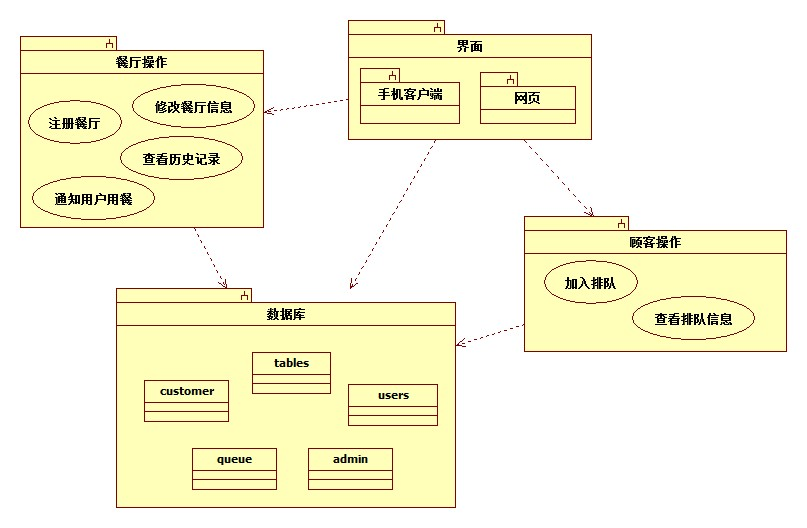 餐厅操作
注册餐厅
修改餐厅信息
查看历史记录
通知用户用餐
界面
手机客户端
网页
顾客操作
加入排队
查看排队信息
数据库
tables
customer
users
queue
admin